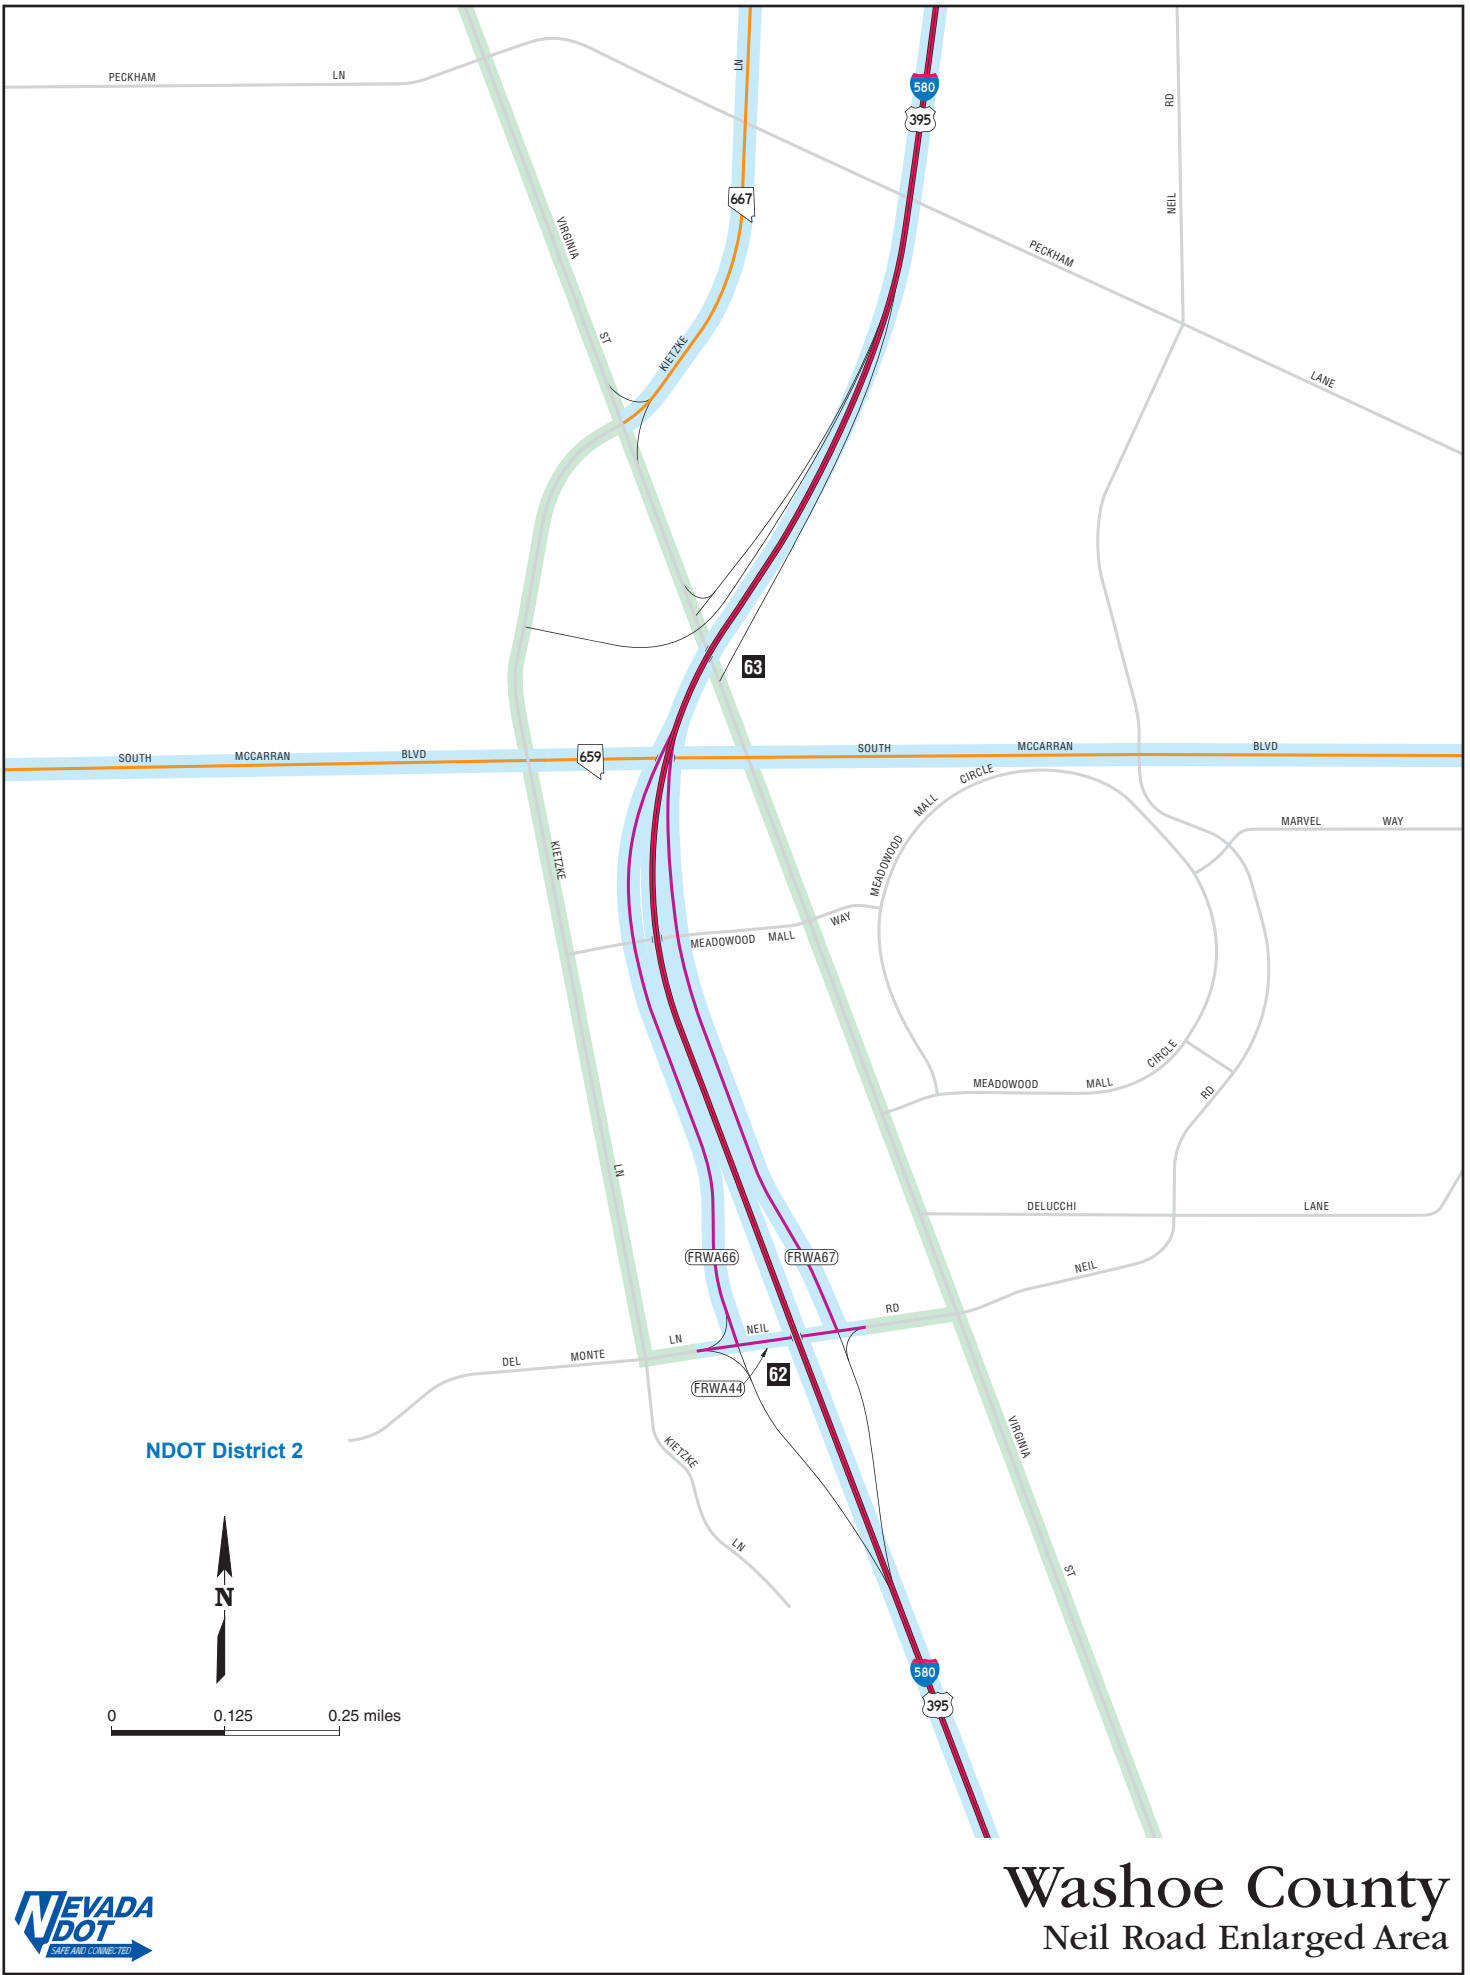 LN
580
PECKHAM LN
RD
395
667
NEIL
VIRGINIA
PECKHAM
ST
KIETZKE
LANE
63
SOUTH MCCARRAN BLVD
659
SOUTH MCCARRAN BLVD
CIRCLE
MALL
MEADOWOOD
MARVEL WAY
KIETZKE
WAY
MEADOWOOD MALL
CIRCLE
MEADOWOOD MALL
RD
LN
DELUCCHI LANE
FRWA66
FRWA67
NEIL
RD
NEIL
LN
DEL MONTE
62
FRWA44
VIRGINIA
KIETZKE
NDOT District 2
LN
ST
N
580
395
0 0.125 0.25 miles
Washoe County
Neil Road Enlarged Area
NEVADA
DOT
SAFE AND CONNECTED